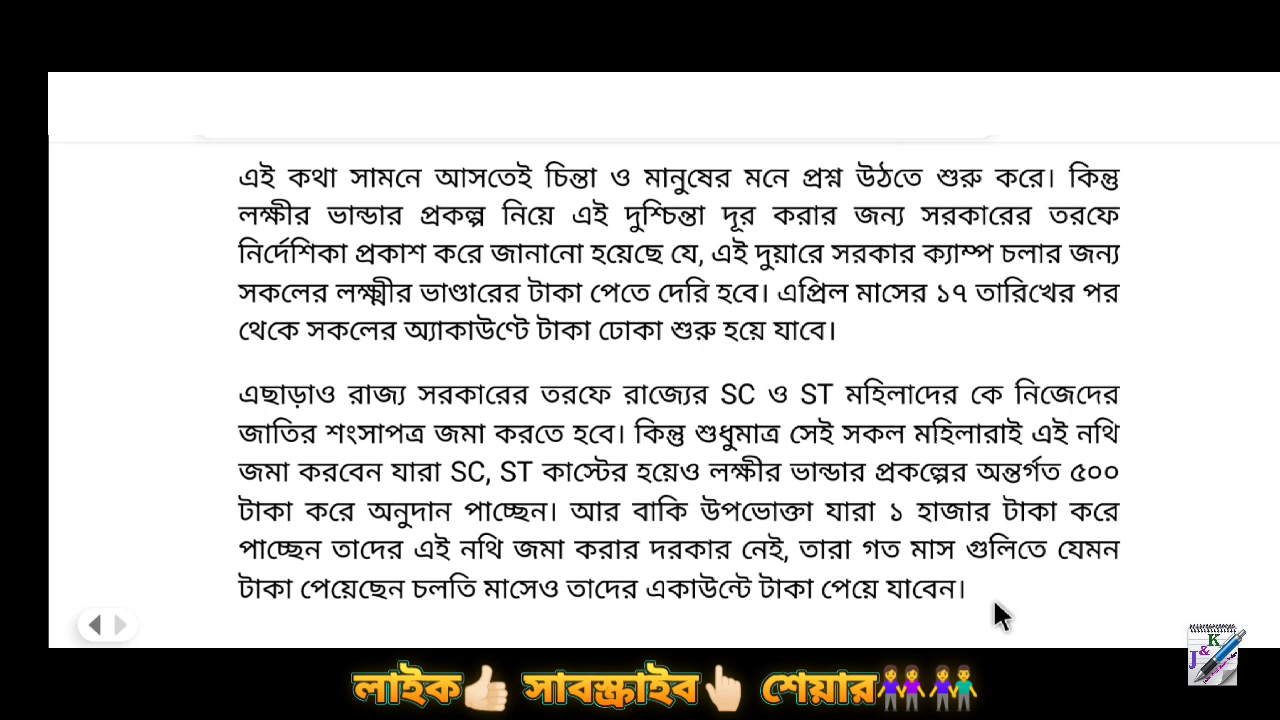 এই কথা সামনে আসতেই চিন্তা ও মানুষের মনে প্রশ্ন উঠতে শুরু করে। কিন্তু
লক্ষীর ভান্ডার প্রকল্প নিয়ে এই দুশ্চিন্তা দূর করার জন্য সরকারের তরফে
নির্দেশিকা প্রকাশ করে জানানো হয়েছে যে, এই দুয়ারে সরকার ক্যাম্প চলার জন্য
সকলের লক্ষ্মীর ভাণ্ডারের টাকা পেতে দেরি হবে। এপ্রিল মাসের ১৭ তারিখের পর
থেকে সকলের অ্যাকাউণ্টে টাকা ঢোকা শুরু হয়ে যাবে।
এছাড়াও রাজ্য সরকারের তরফে রাজ্যের SC ও ST মহিলাদের কে নিজেদের
জাতির শংসাপত্র জমা করতে হবে। কিন্তু শুধুমাত্র সেই সকল মহিলারাই এই নথি
জমা করবেন যারা SC, ST কাস্টের হয়েও লক্ষীর ভান্ডার প্রকল্পের অন্তর্গত ৫০০
টাকা করে অনুদান পাচ্ছেন। আর বাকি উপভোক্তা যারা ১ হাজার টাকা করে
পাচ্ছেন তাদের এই নথি জমা করার দরকার নেই, তারা গত মাস গুলিতে যেমন
টাকা পেয়েছেন চলতি মাসেও তাদের একাউন্টে টাকা পেয়ে যাবেন।
লাইক👍🏻 সাবস্ক্রাইব👆🏻 শেয়ার👭👫
J&K